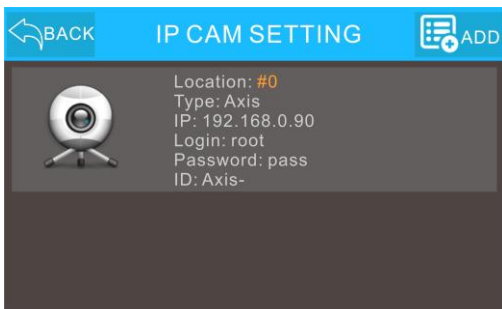 BACK
IP CAM SETTING
ADD
Location: #0
Type: Axis
IP: 192.168.0.90
Login: root
Password: pass
ID: Axis-